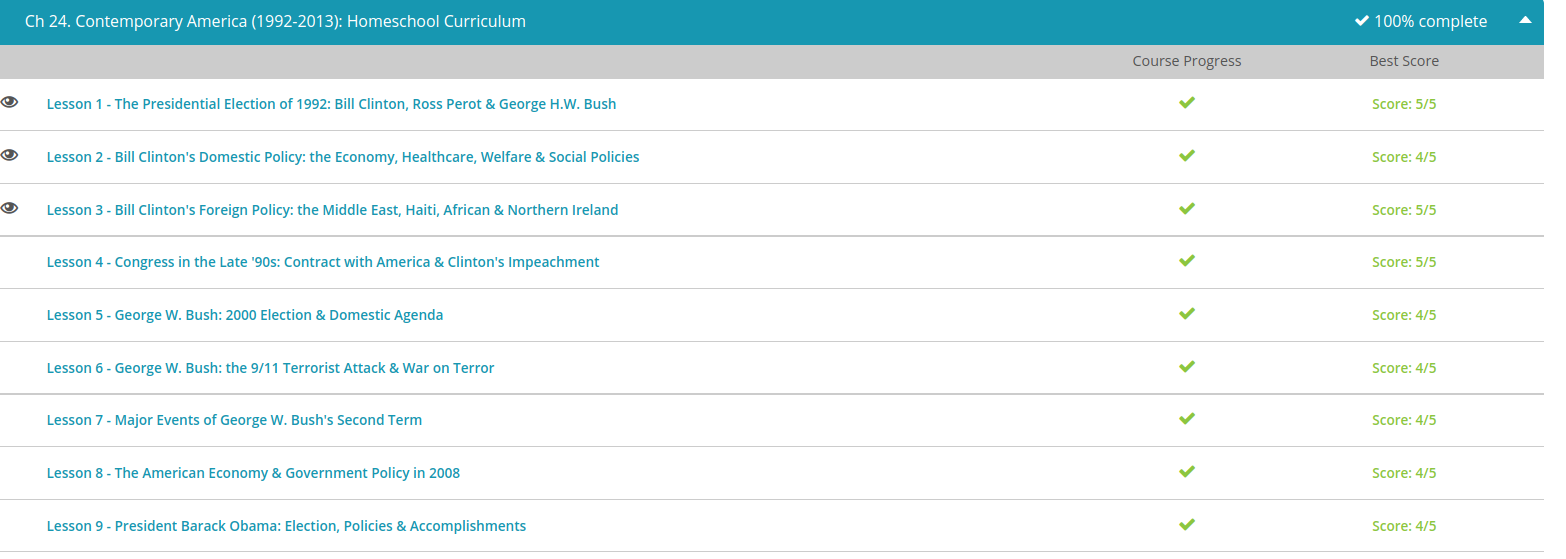 Ch 24. Contemporary America (1992-2013): Homeschool Curriculum 100% complete
Course Progress Best Score
Lesson 1 - The Presidential Election of 1992: Bill Clinton, Ross Perot & George H.W. Bush Score: 5/5
Lesson 2 - Bill Clinton's Domestic Policy: the Economy, Healthcare, Welfare & Social Policies Score: 4/5
Lesson 3 - Bill Clinton's Foreign Policy: the Middle East, Haiti, African & Northern Ireland Score: 5/5
Lesson 4 - Congress in the Late '90s: Contract with America & Clinton's Impeachment Score: 5/5
Lesson 5 - George W. Bush: 2000 Election & Domestic Agenda Score: 4/5
Lesson 6 - George W. Bush: the 9/11 Terrorist Attack & War on Terror Score: 4/5
Lesson 7 - Major Events of George W. Bush's Second Term Score: 4/5
Lesson 8 - The American Economy & Government Policy in 2008 Score: 4/5
Lesson 9 - President Barack Obama: Election, Policies & Accomplishments Score: 4/5